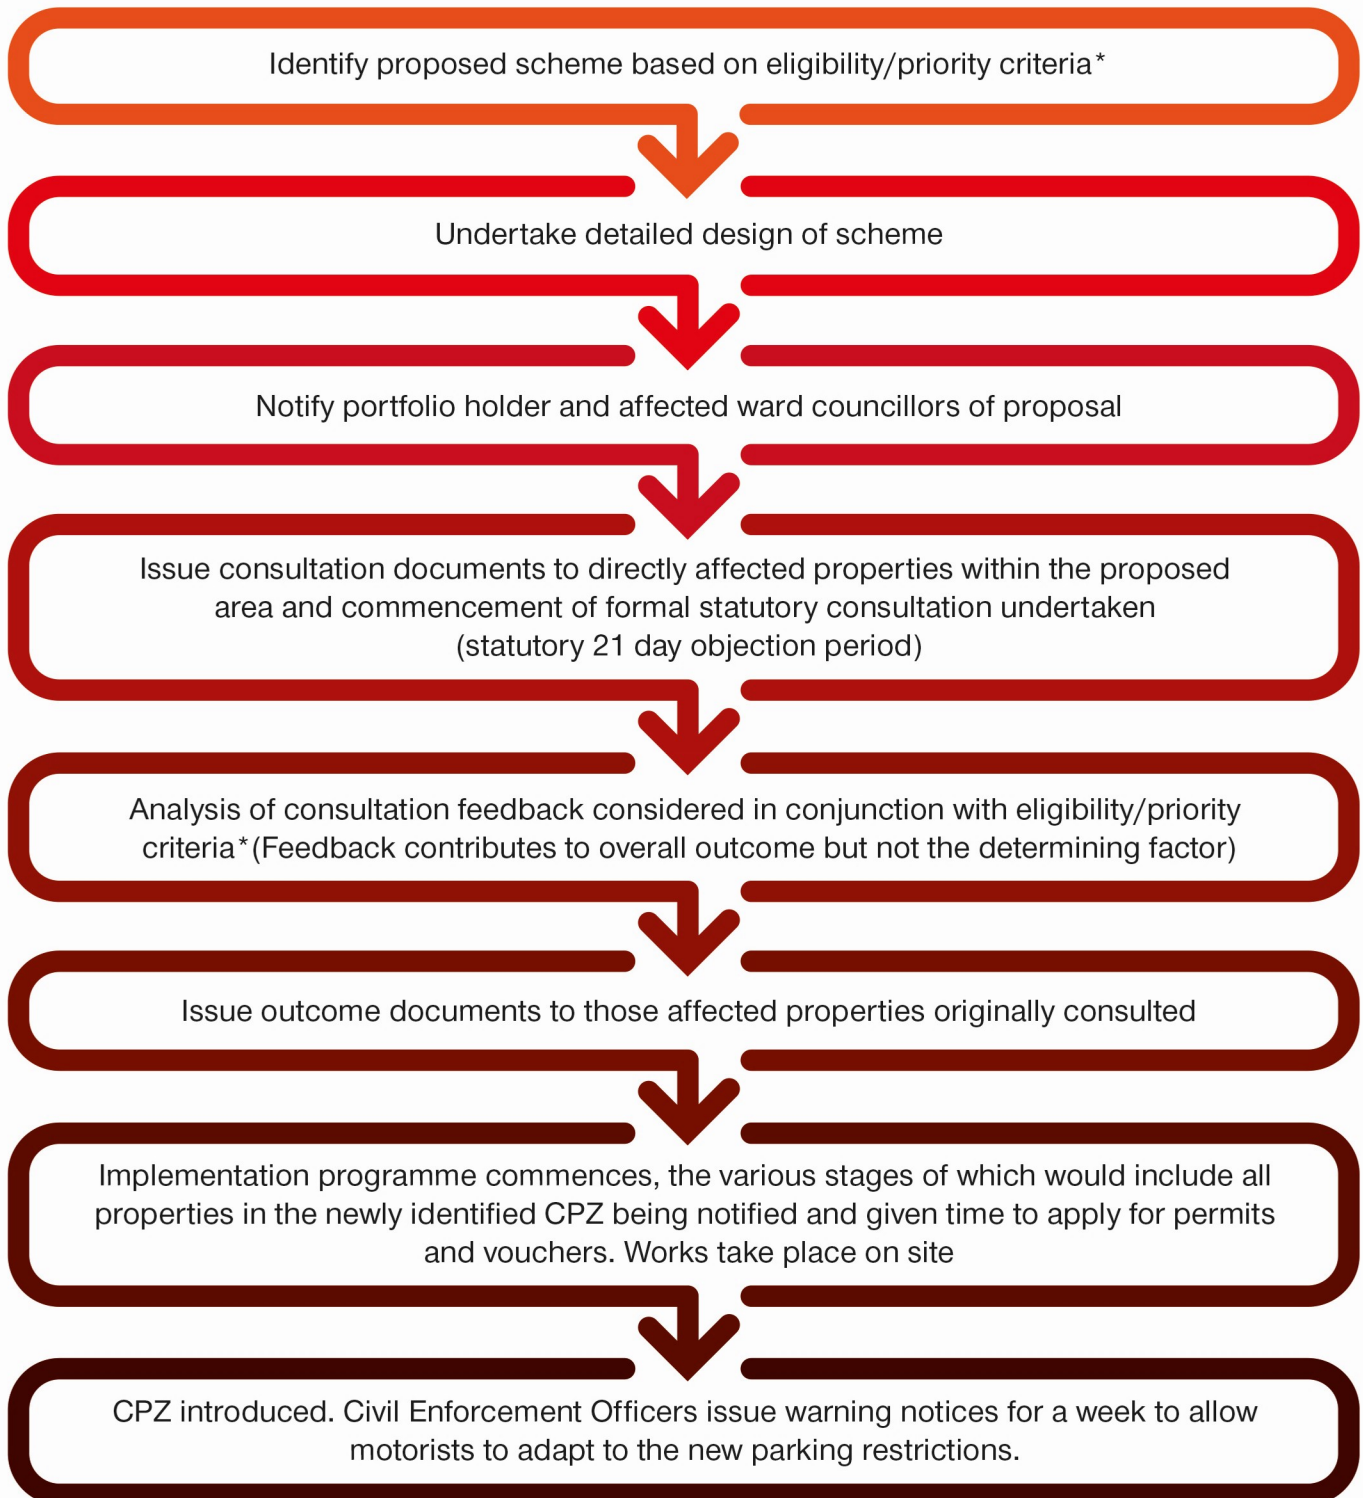 Identify proposed scheme based on eligibility/priority criteria*
Undertake detailed design of scheme
Notify portfolio holder and affected ward councillors of proposal
Issue consultation documents to directly affected properties within the proposed
area and commencement of formal statutory consultation undertaken
(statutory 21 day objection period)
Analysis of consultation feedback considered in conjunction with eligibility/priority
criteria*(Feedback contributes to overall outcome but not the determining factor)
Issue outcome documents to those affected properties originally consulted
Implementation programme commences, the various stages of which would include all
properties in the newly identified CPZ being notified and given time to apply for permits
and vouchers. Works take place on site
CPZ introduced. Civil Enforcement Officers issue warning notices for a week to allow
motorists to adapt to the new parking restrictions.